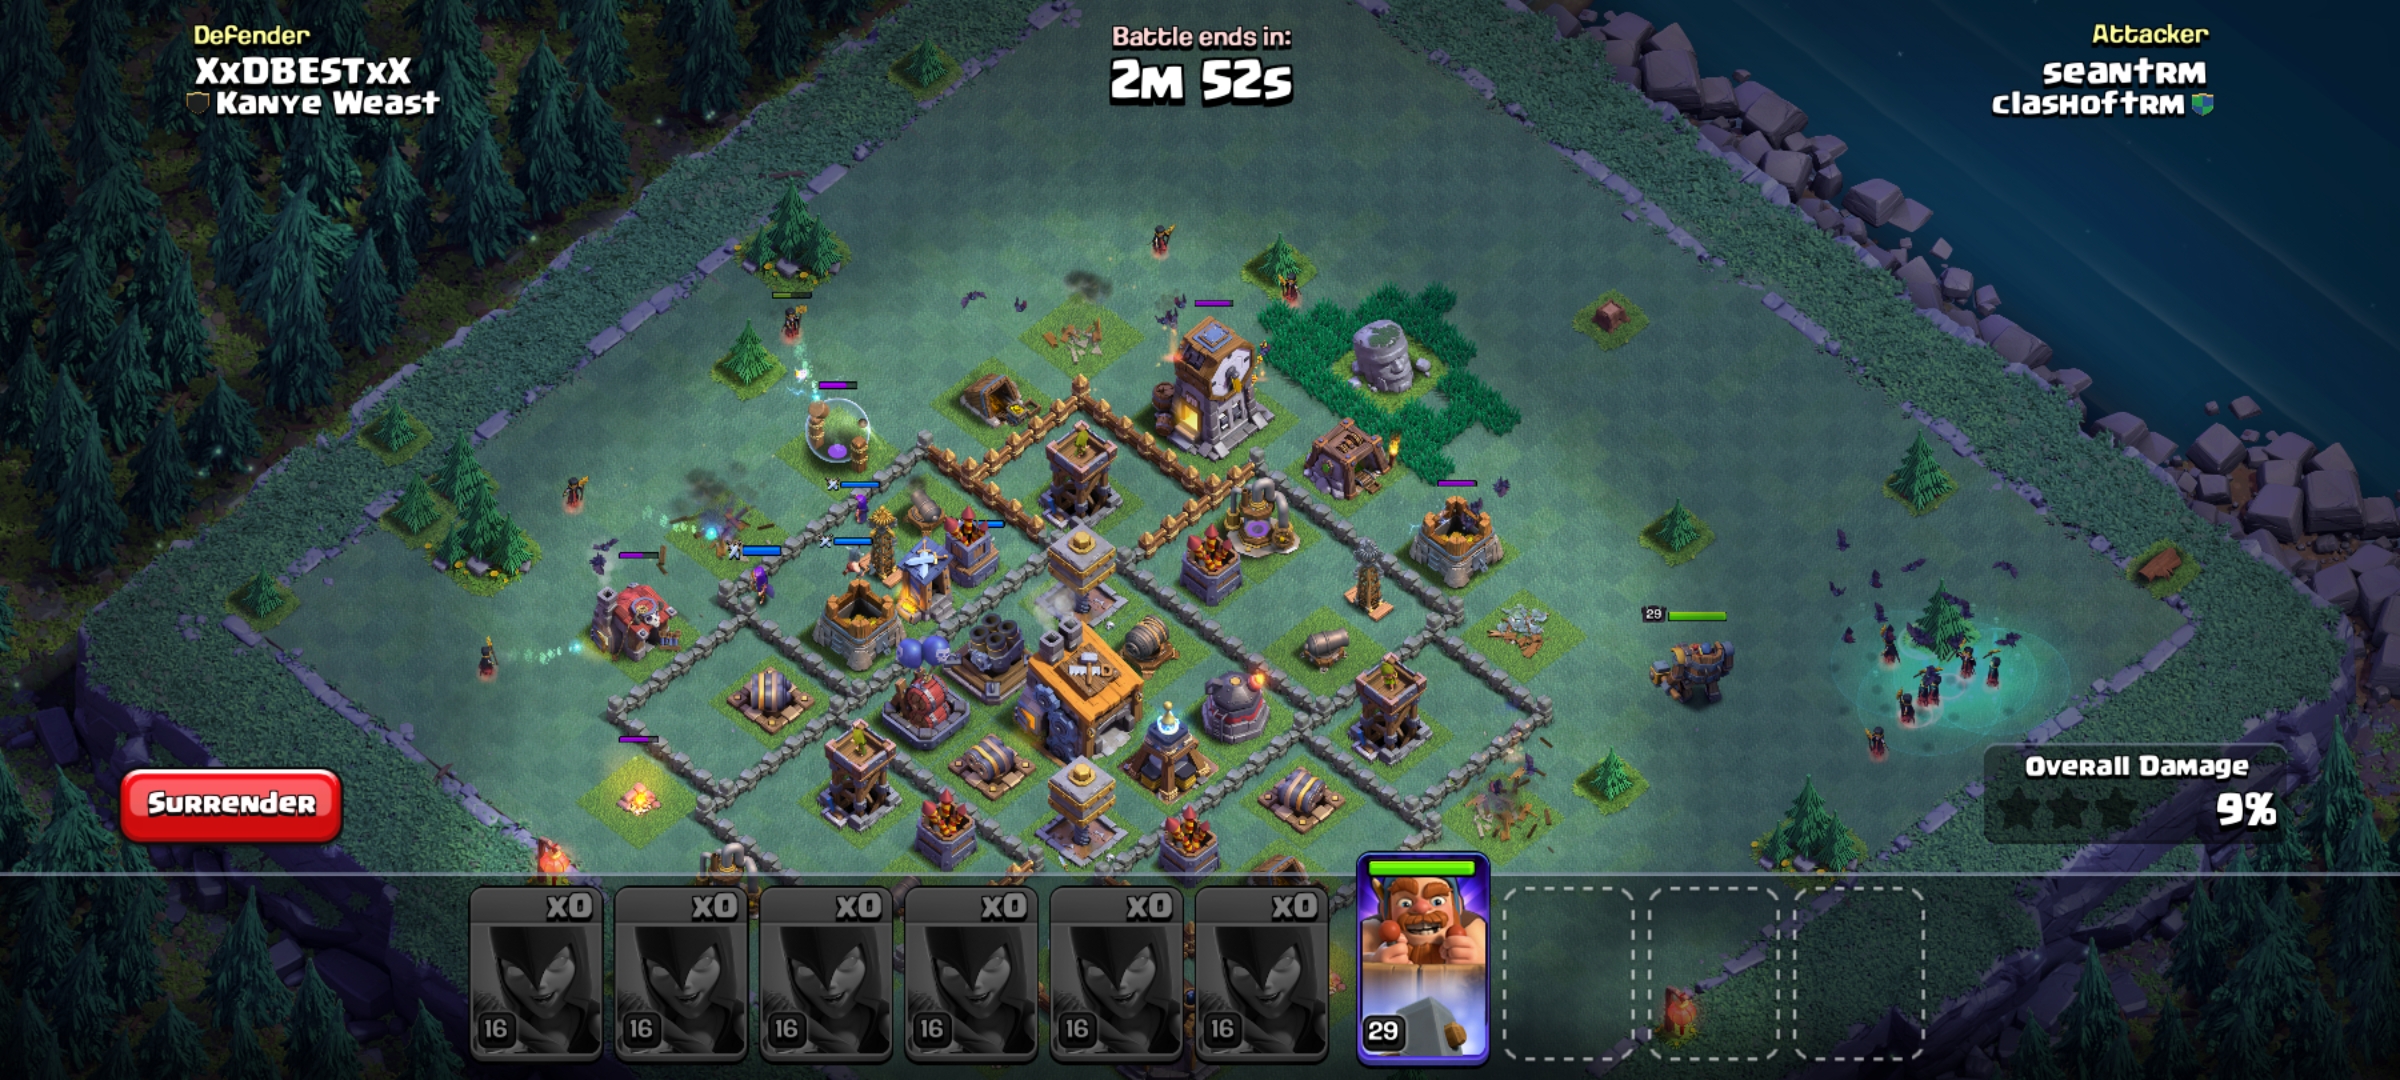 Defender
XxDBESTxX
Kanye Weast
Battle ends in:
2M 52s
Attacker
seantRM
clashoftRM
29
Surrender
Overall Damage
9%
x0
x0
x0
x0
x0
x0
16
16
16
16
16
16
29